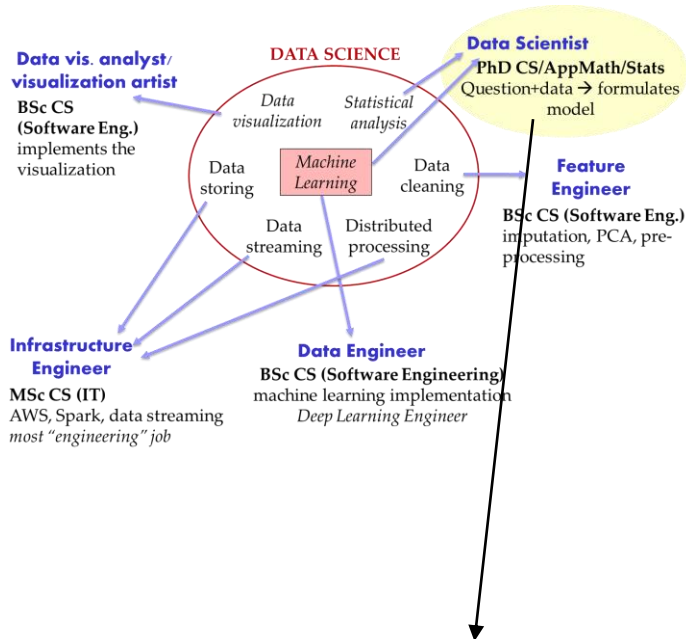 Data vis. analyst/
visualization artist
BSc CS
(Software Eng.)
implements the
visualization
DATA SCIENCE
Data
visualization
Statistical
analysis
Data
storing
Machine
Learning
Data
cleaning
Data
streaming
Distributed
processing
Data Scientist
PhD CS/AppMath/Stats
Question+data → formulates
model
Feature
Engineer
BSc CS (Software Eng.)
imputation, PCA, pre-
processing
Infrastructure
Engineer
MSc CS (IT)
AWS, Spark, data streaming
most "engineering" job
Data Engineer
BSc CS (Software Engineering)
machine learning implementation
Deep Learning Engineer